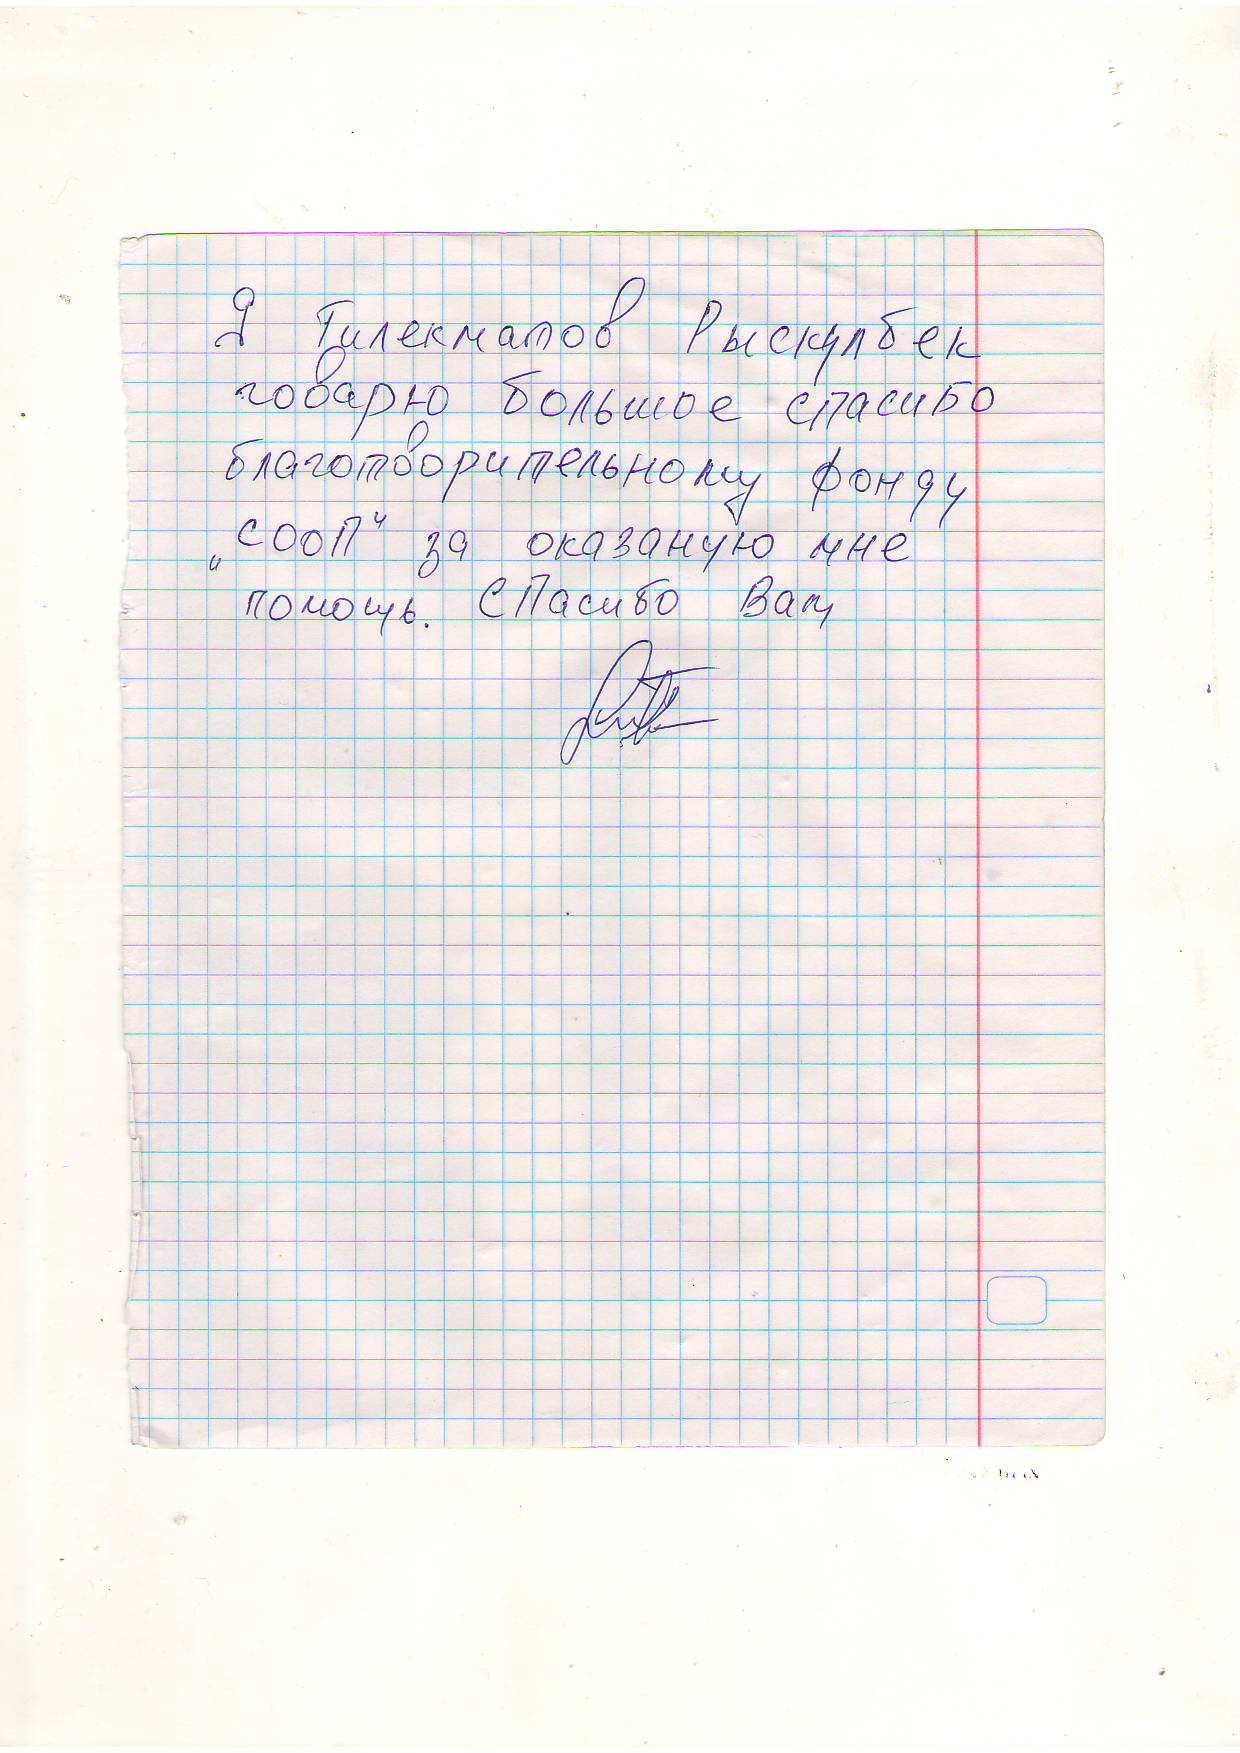 Я Тилекматов Рыскулбек
говарю большое спасибо
благотворительному фонду
„СООП“ за оказаную мне
помощь. Спасибо Вам